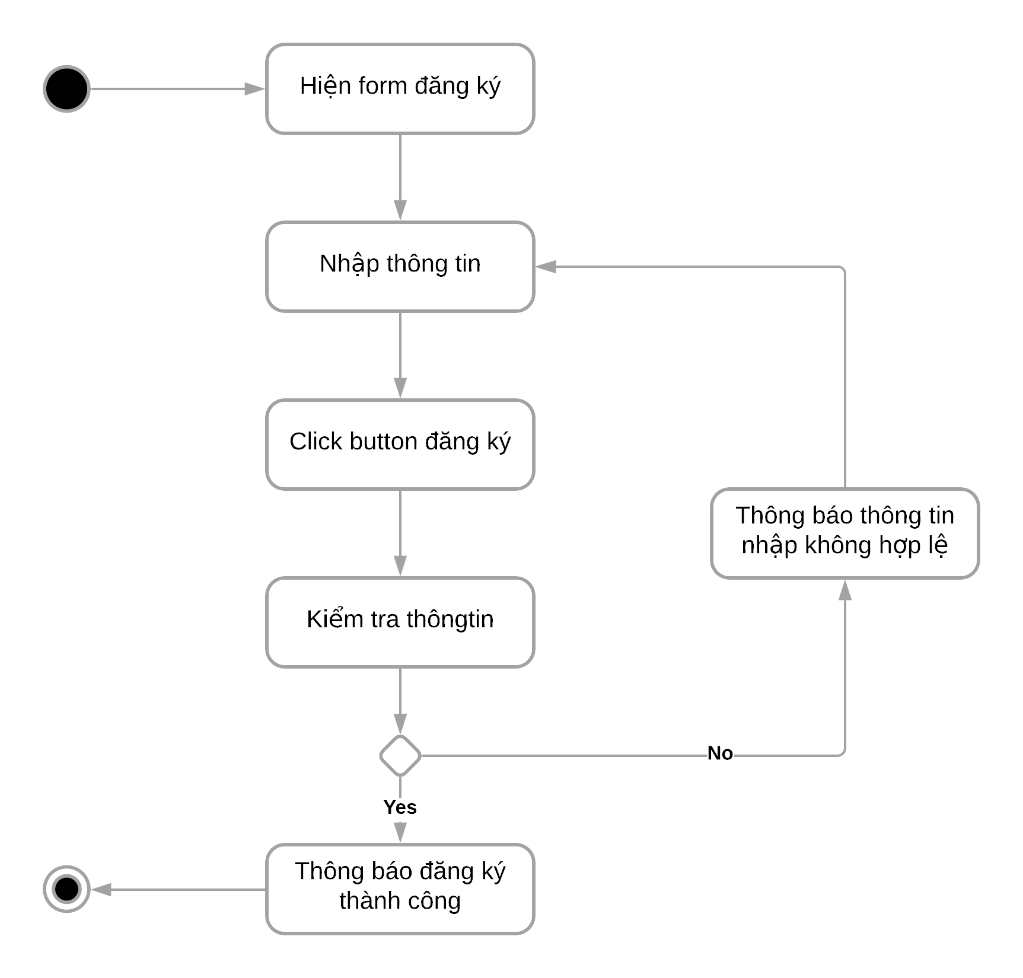 Hiện form đăng ký
Nhập thông tin
Click button đăng ký
Thông báo thông tin
nhập không hợp lệ
Kiểm tra thôngtin
No
Yes
Thông báo đăng ký
thành công